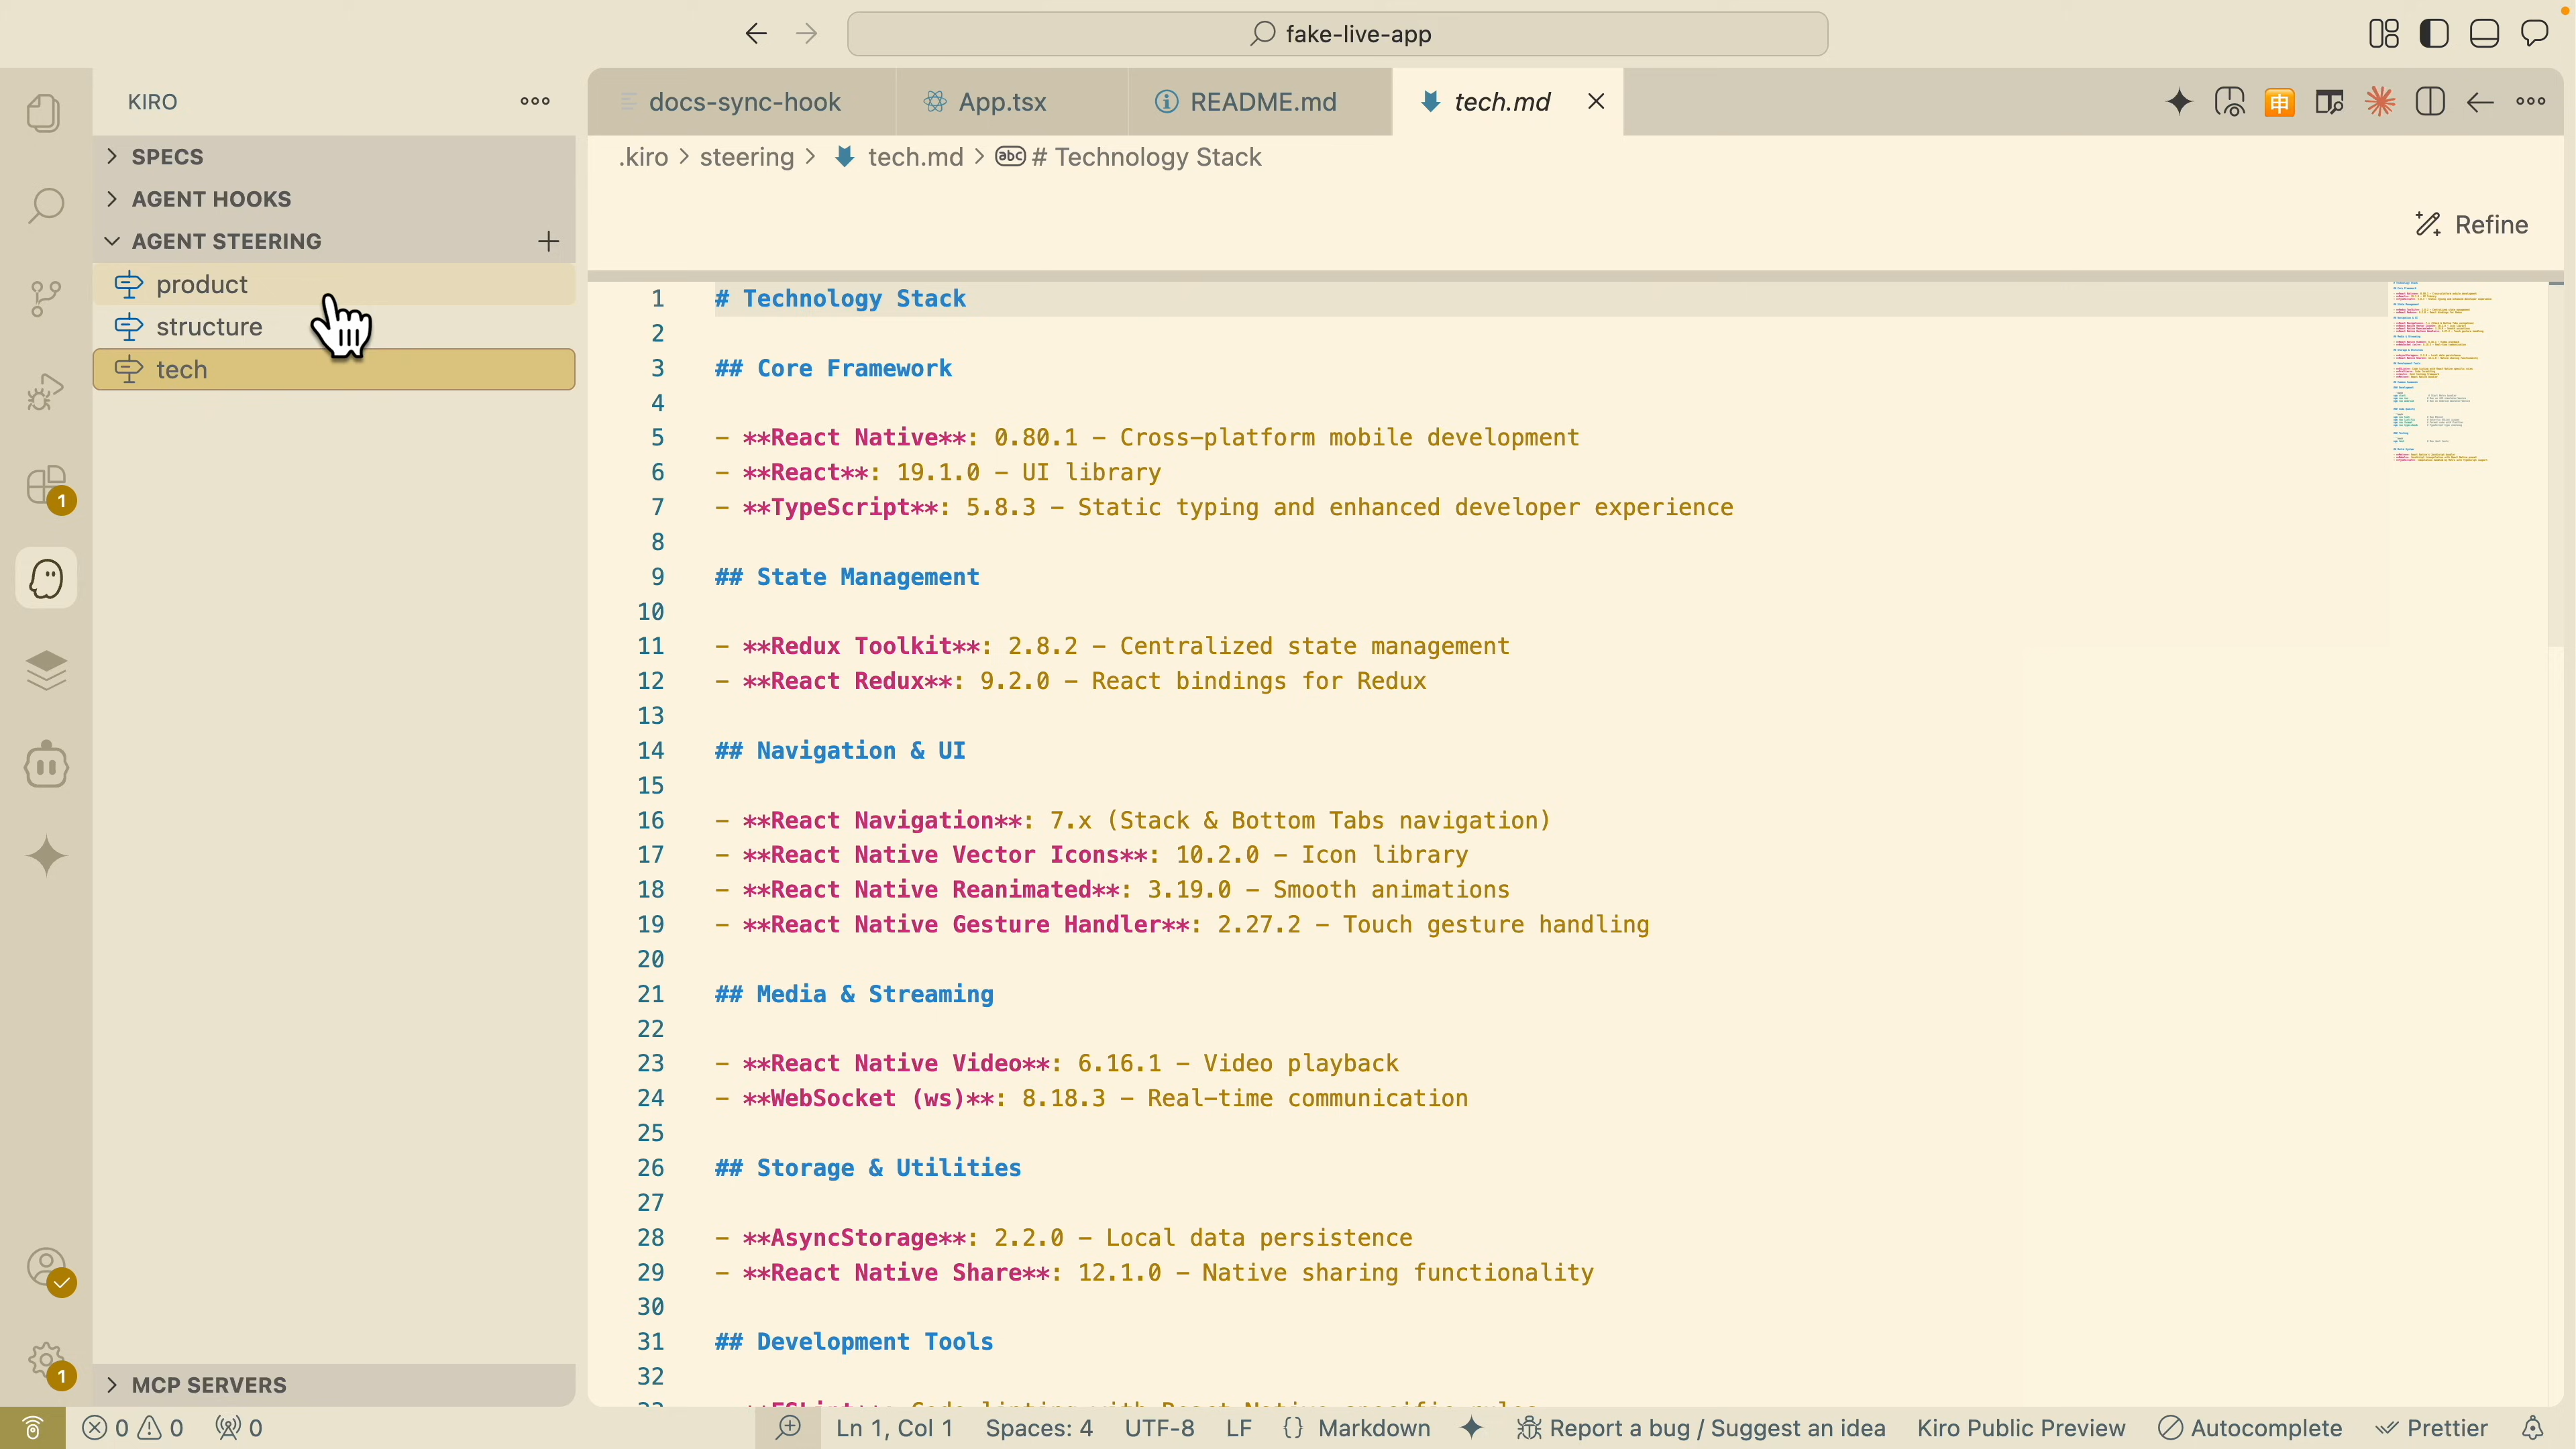 fake-live-app
KIRO
docs-sync-hook
App.tsx
README.md
tech.md
SPECS
AGENT HOOKS
AGENT STEERING
product
structure
tech
MCP SERVERS
1
1
.kiro > steering > tech.md > abc # Technology Stack
Refine
1 # Technology Stack
2
3 ## Core Framework
4
5 - **React Native**: 0.80.1 - Cross-platform mobile development
6 - **React**: 19.1.0 - UI library
7 - **TypeScript**: 5.8.3 - Static typing and enhanced developer experience
8
9 ## State Management
10
11 - **Redux Toolkit**: 2.8.2 - Centralized state management
12 - **React Redux**: 9.2.0 - React bindings for Redux
13
14 ## Navigation & UI
15
16 - **React Navigation**: 7.x (Stack & Bottom Tabs navigation)
17 - **React Native Vector Icons**: 10.2.0 - Icon library
18 - **React Native Reanimated**: 3.19.0 - Smooth animations
19 - **React Native Gesture Handler**: 2.27.2 - Touch gesture handling
20
21 ## Media & Streaming
22
23 - **React Native Video**: 6.16.1 - Video playback
24 - **WebSocket (ws)**: 8.18.3 - Real-time communication
25
26 ## Storage & Utilities
27
28 - **AsyncStorage**: 2.2.0 - Local data persistence
29 - **React Native Share**: 12.1.0 - Native sharing functionality
30
31 ## Development Tools
32
0 0 0 Ln 1, Col 1 Spaces: 4 UTF-8 LF {} Markdown Report a bug / Suggest an idea Kiro Public Preview Autocomplete Prettier